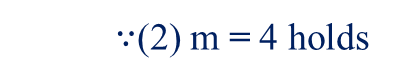 ∵(2) m = 4 holds